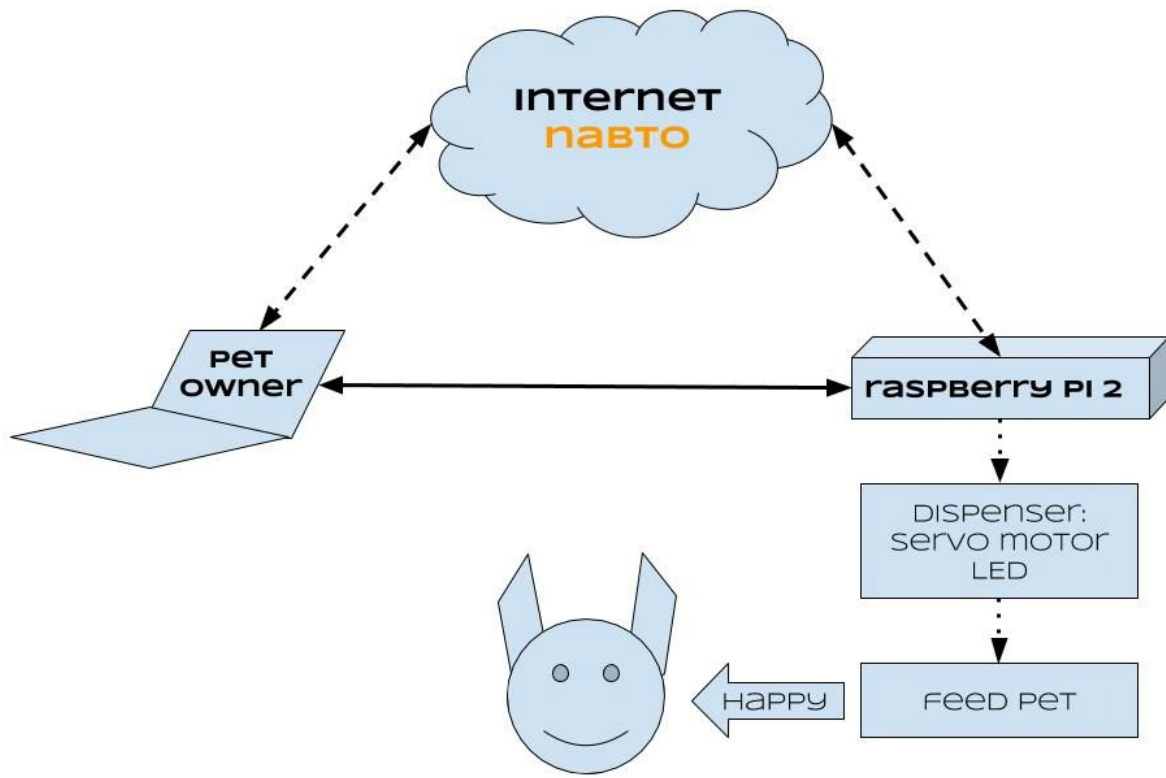 INTERNET
NABTO
PET
OWNER
RASPBERRY PI 2
DISPENSER:
SERVO MOTOR
LED
HAPPY
FEED PET